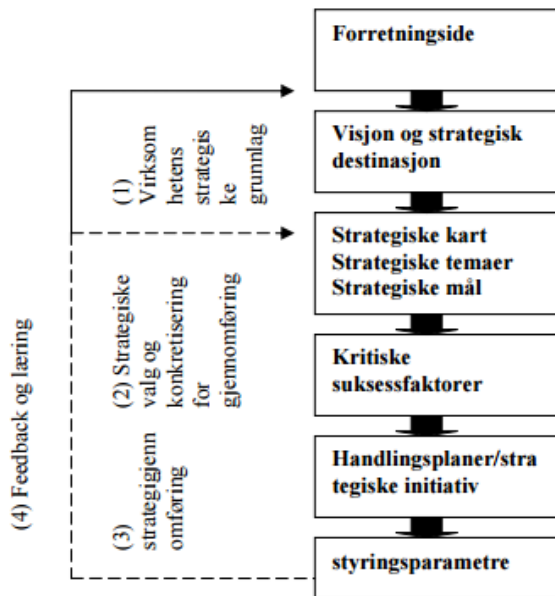 Forretningside
Visjon og strategisk
destinasjon
Strategiske kart
Strategiske temaer
Strategiske mål
Kritiske
suksessfaktorer
Handlingsplaner/stra
tegiske initiativ
styringsparametre
(1)
Virksom
hetens
strategis
ke
grunnlag
(2) Strategiske
valg og
konkretisering
for
gjennomføring
(3)
strategigjenn
omføring
(4) Feedback og læring